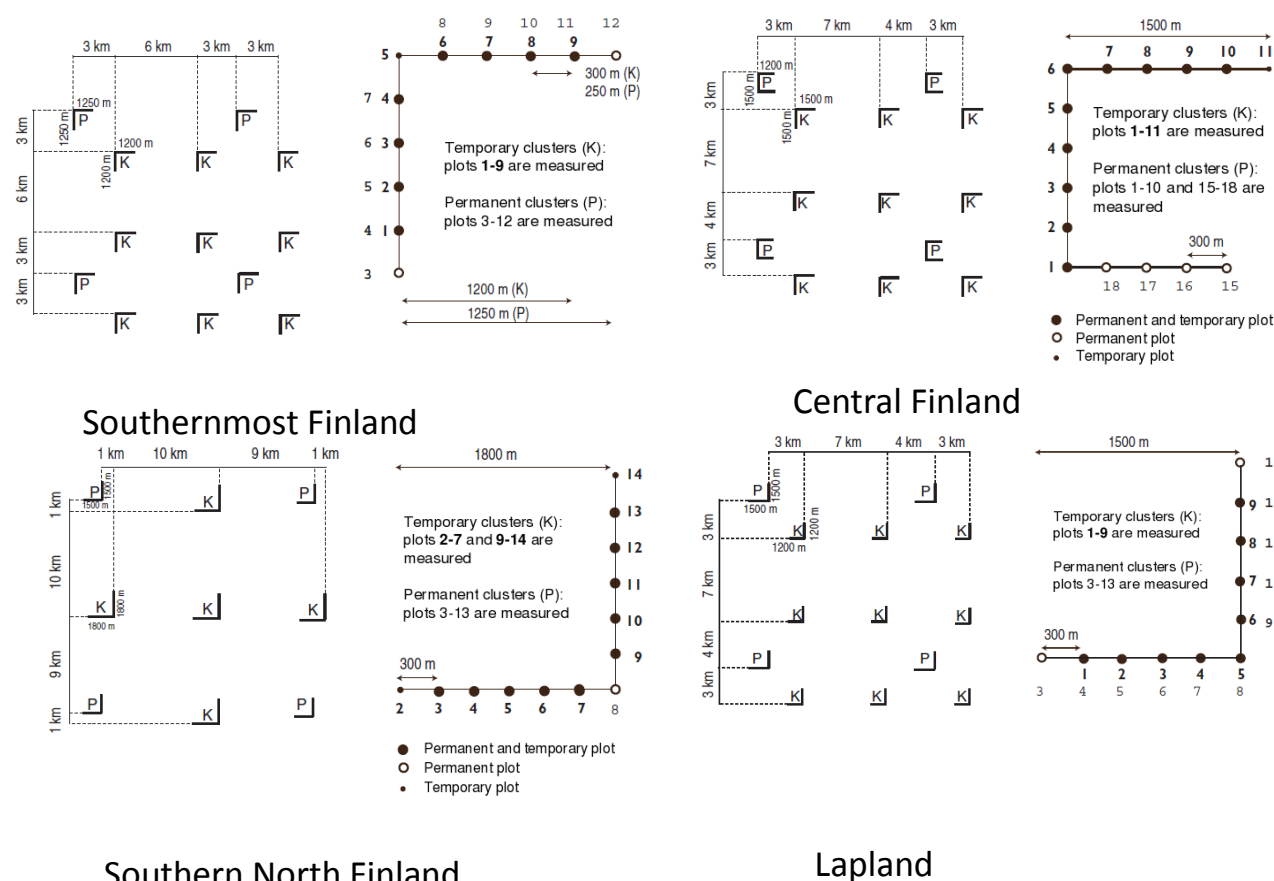 3 km 6 km 3 km 3 km
3 km
6 km
3 km
3 km
1250 m
1250 m
P
P
1200 m
1200 m
K
K
K
K
K
K
P
P
K
K
K
8 9 10 11 12
5 6 7 8 9
300 m (K)
250 m (P)
7 4
6 3
5 2
4 1
3
Temporary clusters (K):
plots 1-9 are measured
Permanent clusters (P):
plots 3-12 are measured
1200 m (K)
1250 m (P)
Southernmost Finland
3 km 7 km 4 km 3 km
3 km
7 km
4 km
3 km
1200 m
1500 m
P
P
1500 m
1500 m
K
K
K
K
K
K
P
P
K
K
K
1500 m
6 7 8 9 10 11
5
4
3
2
1
Temporary clusters (K):
plots 1-11 are measured
Permanent clusters (P):
plots 1-10 and 15-18 are
measured
300 m
18 17 16 15
Permanent and temporary plot
Permanent plot
Temporary plot
Central Finland
1 km 10 km 9 km 1 km
1 km
10 km
9 km
1 km
P
1500 m
1500 m
K
P
K
1800 m
1800 m
K
K
P
K
P
1800 m
14
13
12
11
10
9
Temporary clusters (K):
plots 2-7 and 9-14 are
measured
Permanent clusters (P):
plots 3-13 are measured
300 m
2 3 4 5 6 7 8
Permanent and temporary plot
Permanent plot
Temporary plot
Southern North Finland
3 km 7 km 4 km 3 km
3 km
7 km
4 km
3 km
P
1500 m
1500 m
P
K
1200 m
1200 m
K
K
K
K
K
P
P
K
K
K
1500 m
1
9 1
8 1
7 1
6 9
Temporary clusters (K):
plots 1-9 are measured
Permanent clusters (P):
plots 3-13 are measured
300 m
1 2 3 4 5
3 4 5 6 7 8
Lapland